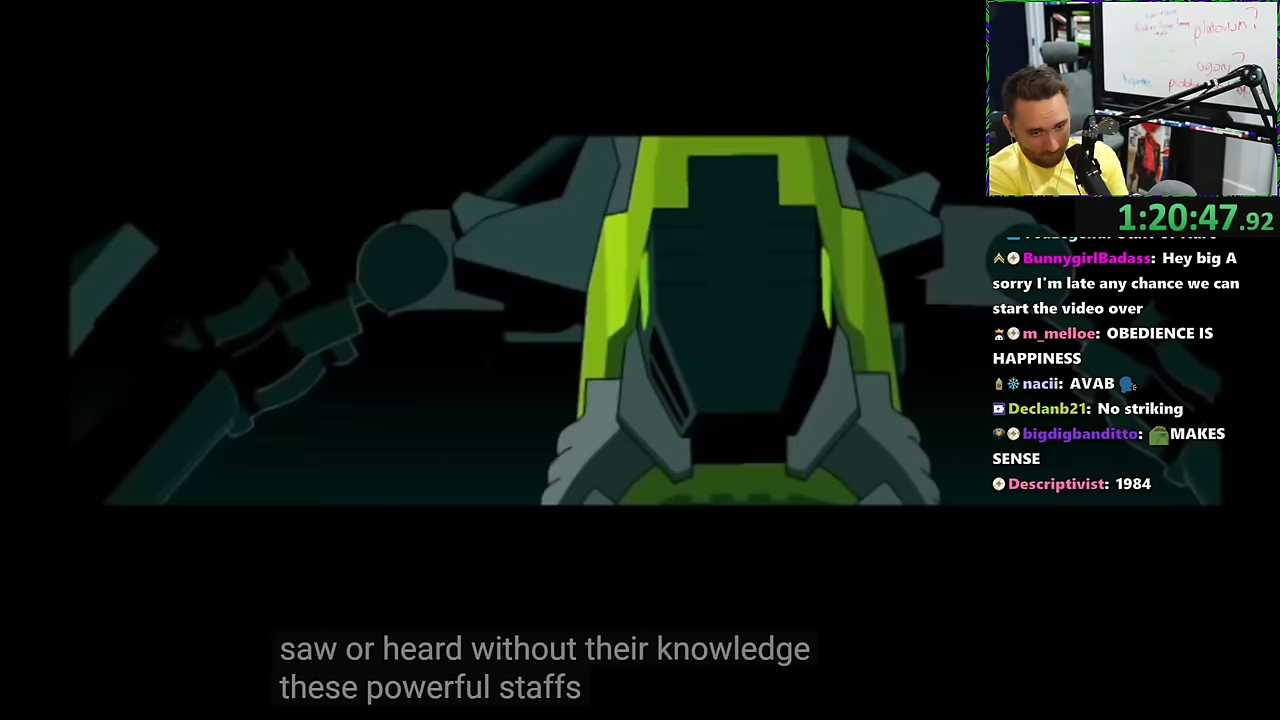 platonun?
agori?
1:20:47.92
BunnygirlBadass: Hey big A
sorry I'm late any chance we can
start the video over
m_melloe: OBEDIENCE IS
HAPPINESS
nacii: AVAB
Declanb21: No striking
bigdigbanditto: MAKES
SENSE
Descriptivist: 1984
saw or heard without their knowledge
these powerful staffs